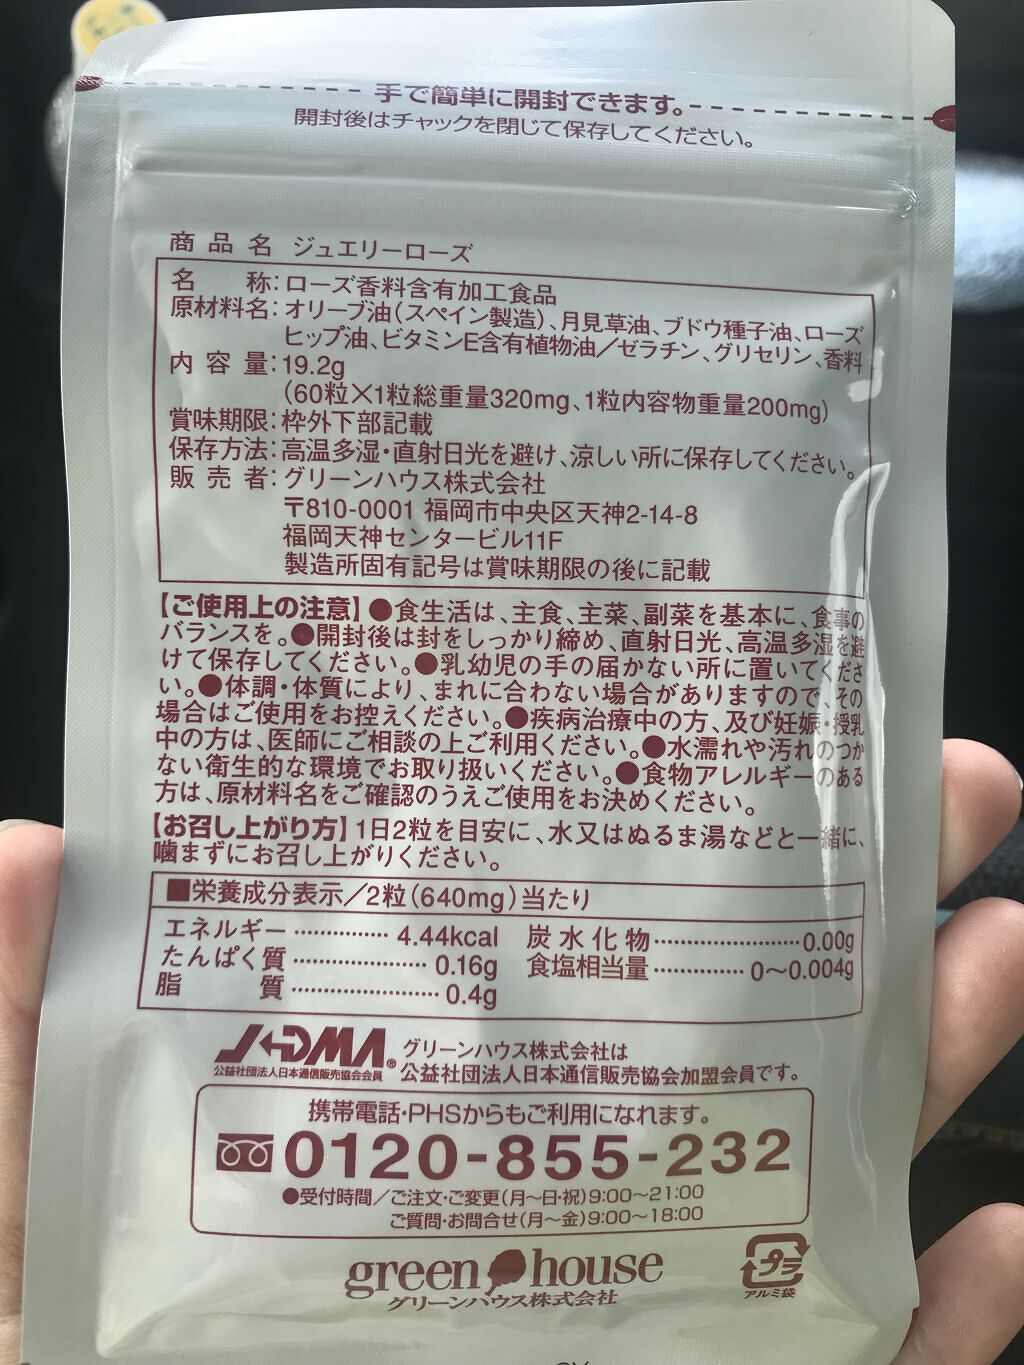 手で簡単に開封できます。
開封後はチャックを閉じて保存してください。
商品名 ジュエリーローズ
名称：ローズ香料含有加工食品
原材料名：オリーブ油（スペイン製造）、月見草油、ブドウ種子油、ローズ
ヒップ油、ビタミンE含有植物油／ゼラチン、グリセリン、香料
内容量：19.2g
（60粒×1粒総重量320mg、1粒内容物重量200mg）
賞味期限：枠外下部記載
保存方法：高温多湿・直射日光を避け、涼しい所に保存してください。
販売者：グリーンハウス株式会社
〒810-0001 福岡市中央区天神2-14-8
福岡天神センタービル11F
製造所固有記号は賞味期限の後に記載
【ご使用上の注意】●食生活は、主食、主菜、副菜を基本に、食事の
バランスを。●開封後は封をしっかり締め、直射日光、高温多湿を避
けて保存してください。●乳幼児の手の届かない所に置いてくださ
い。●体調・体質により、まれに合わない場合がありますので、その
場合はご使用をお控えください。●疾病治療中の方、及び妊娠・授乳
中の方は、医師にご相談の上ご利用ください。●水濡れや汚れのつか
ない衛生的な環境でお取り扱いください。●食物アレルギーのある
方は、原材料名をご確認のうえご使用をお決めください。
【お召し上がり方】1日2粒を目安に、水又はぬるま湯などと一緒に、
噛まずにお召し上がりください。
■栄養成分表示／2粒（640mg）当たり
エネルギー ………… 4.44kcal 炭水化物 ………… 0.00g
たんぱく質 ………… 0.16g 食塩相当量 ………… 0〜0.004g
脂質 ………… 0.4g
JADMA® グリーンハウス株式会社は
公益社団法人日本通信販売協会会員 公益社団法人日本通信販売協会加盟会員です。
携帯電話・PHSからもご利用になれます。
0120-855-232
●受付時間／ご注文・ご変更（月〜日・祝）9:00〜21:00
ご質問・お問合せ（月〜金）9:00〜18:00
green house
グリーンハウス株式会社
プラ
アルミ袋